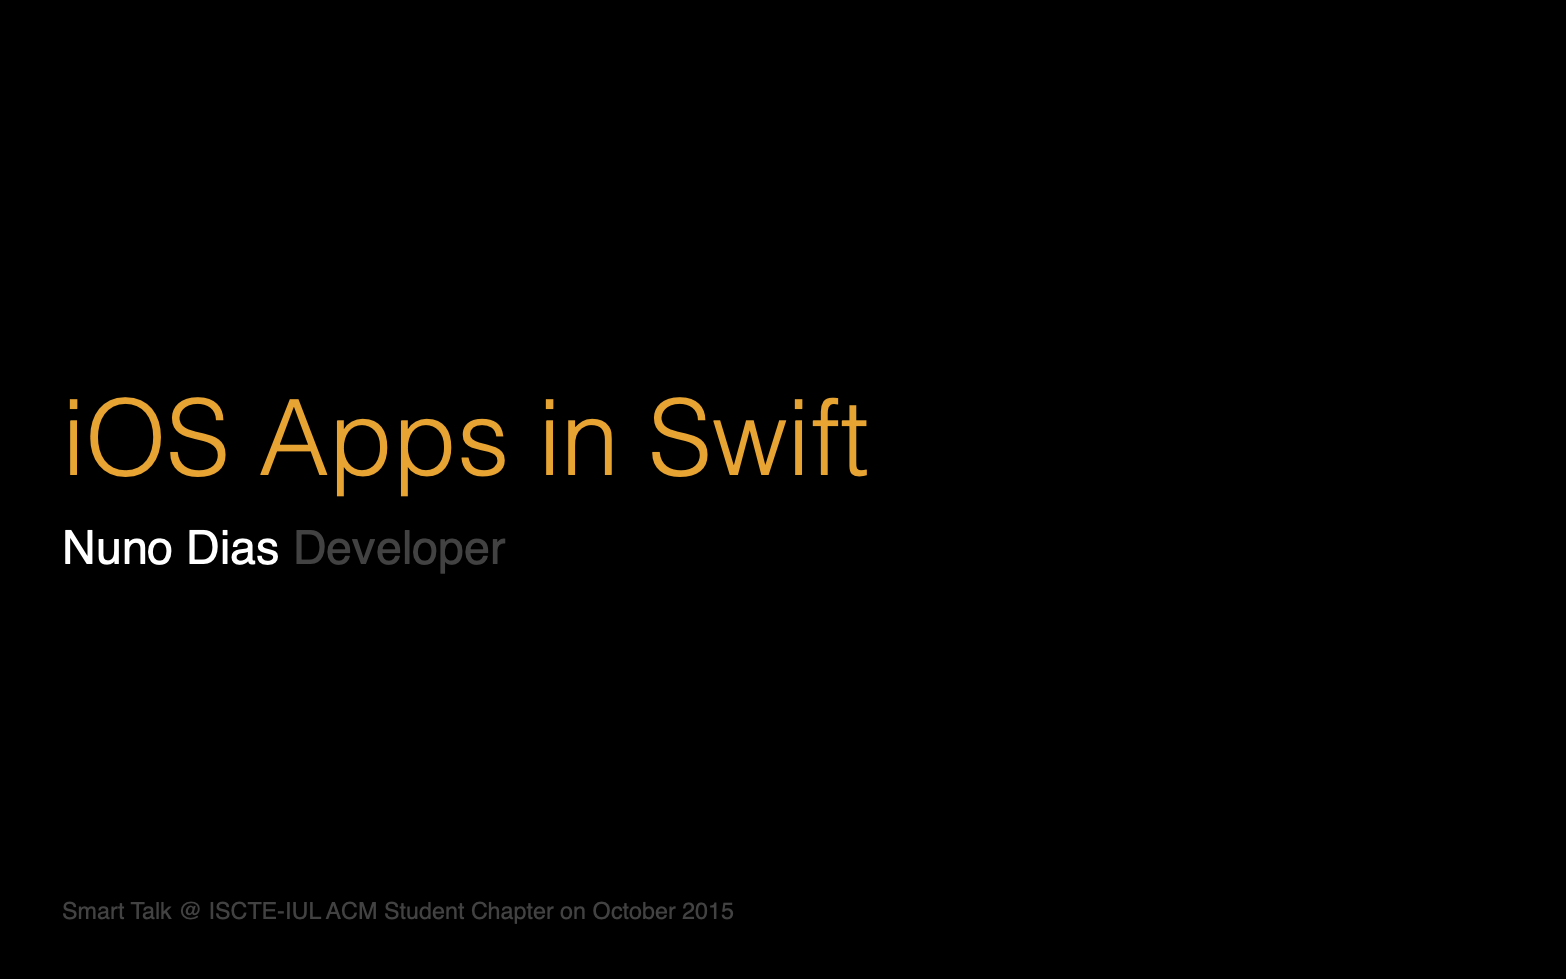 iOS Apps in Swift
Nuno Dias Developer
Smart Talk @ ISCTE-IUL ACM Student Chapter on October 2015